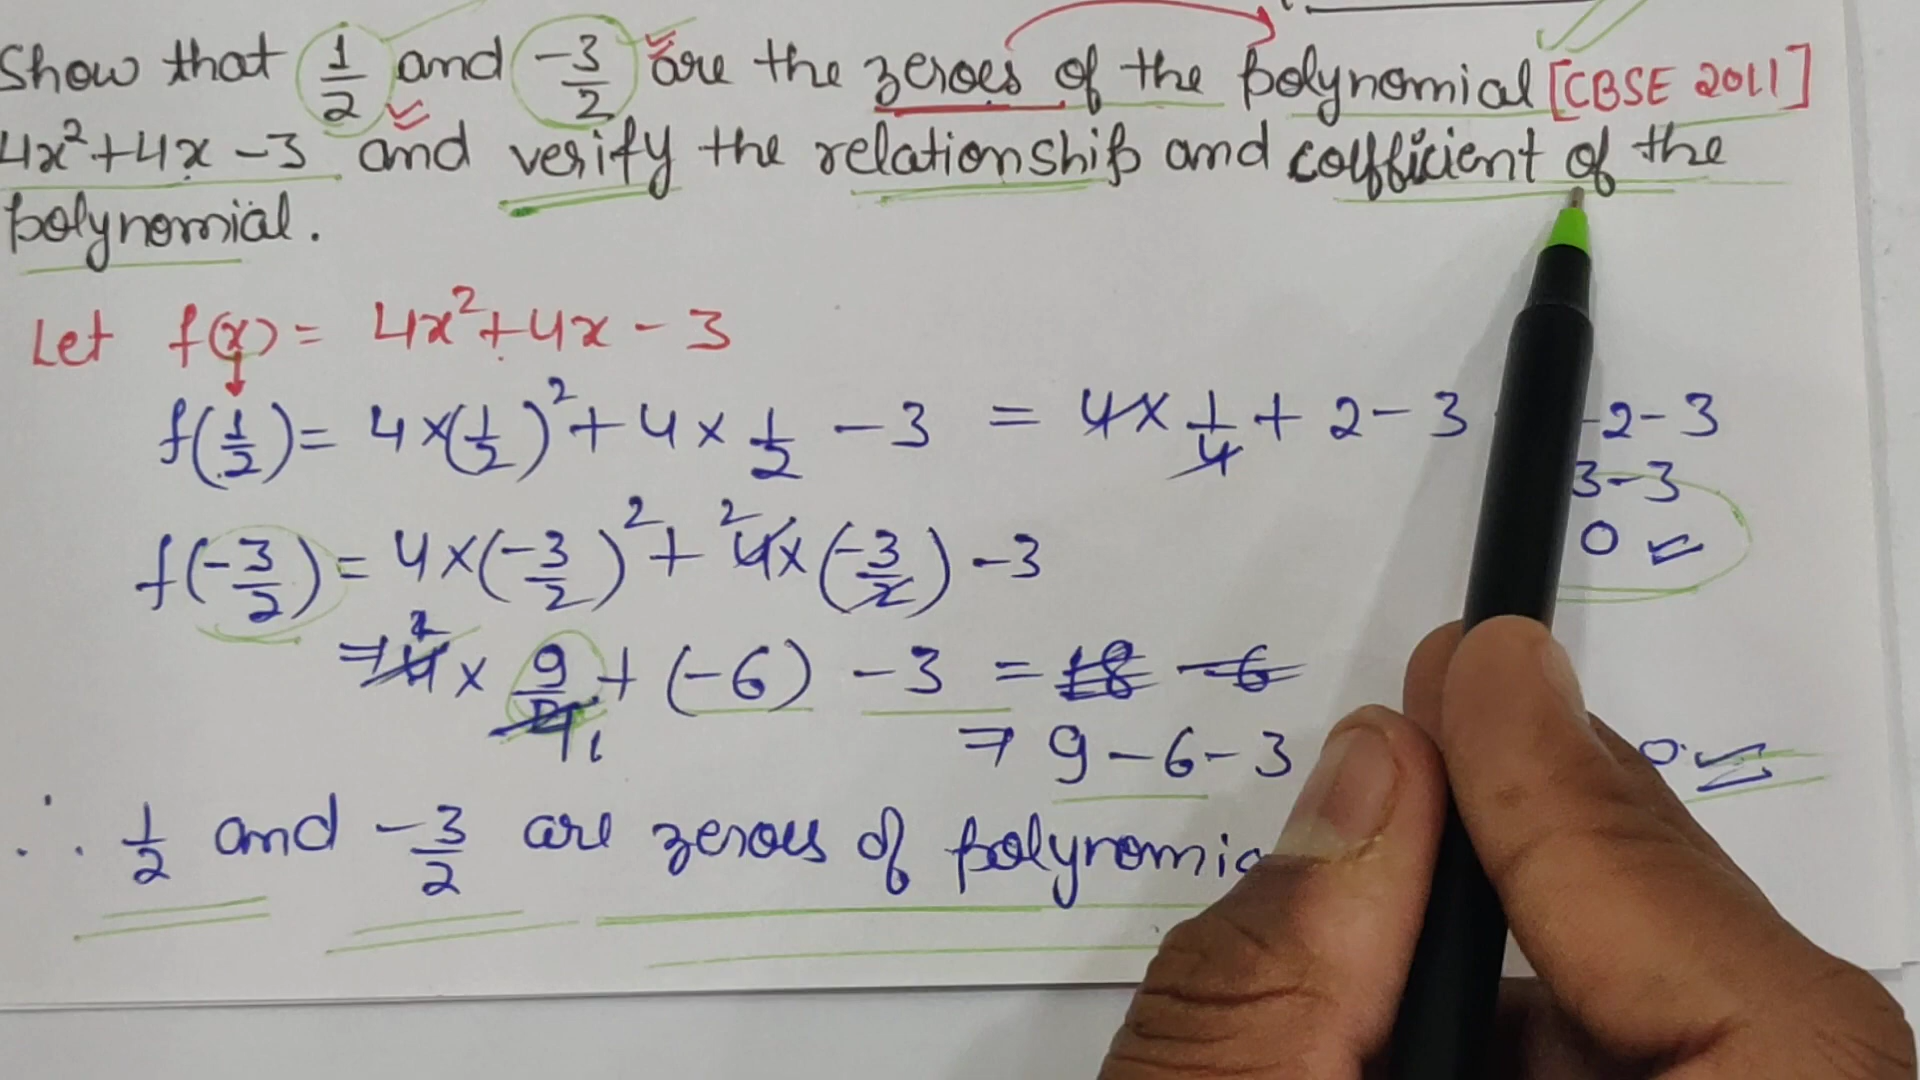 Show that 1/2 and -3/2 are the zeroes of the polynomial [CBSE 2011]
4x²+4x-3 and verify the relationship and cofficient of the
polynomial.
Let f(x) = 4x²+4x-3
f(1/2) = 4×(1/2)²+4×1/2-3 = 4×1/4+2-3 -2-3
3-3
0
f(-3/2) = 4×(-3/2)²+4×(-3/2)-3
⇒ 4×9/4+(-6)-3 = 18-6
⇒ 9-6-3 0
∴ 1/2 and -3/2 are zeroes of